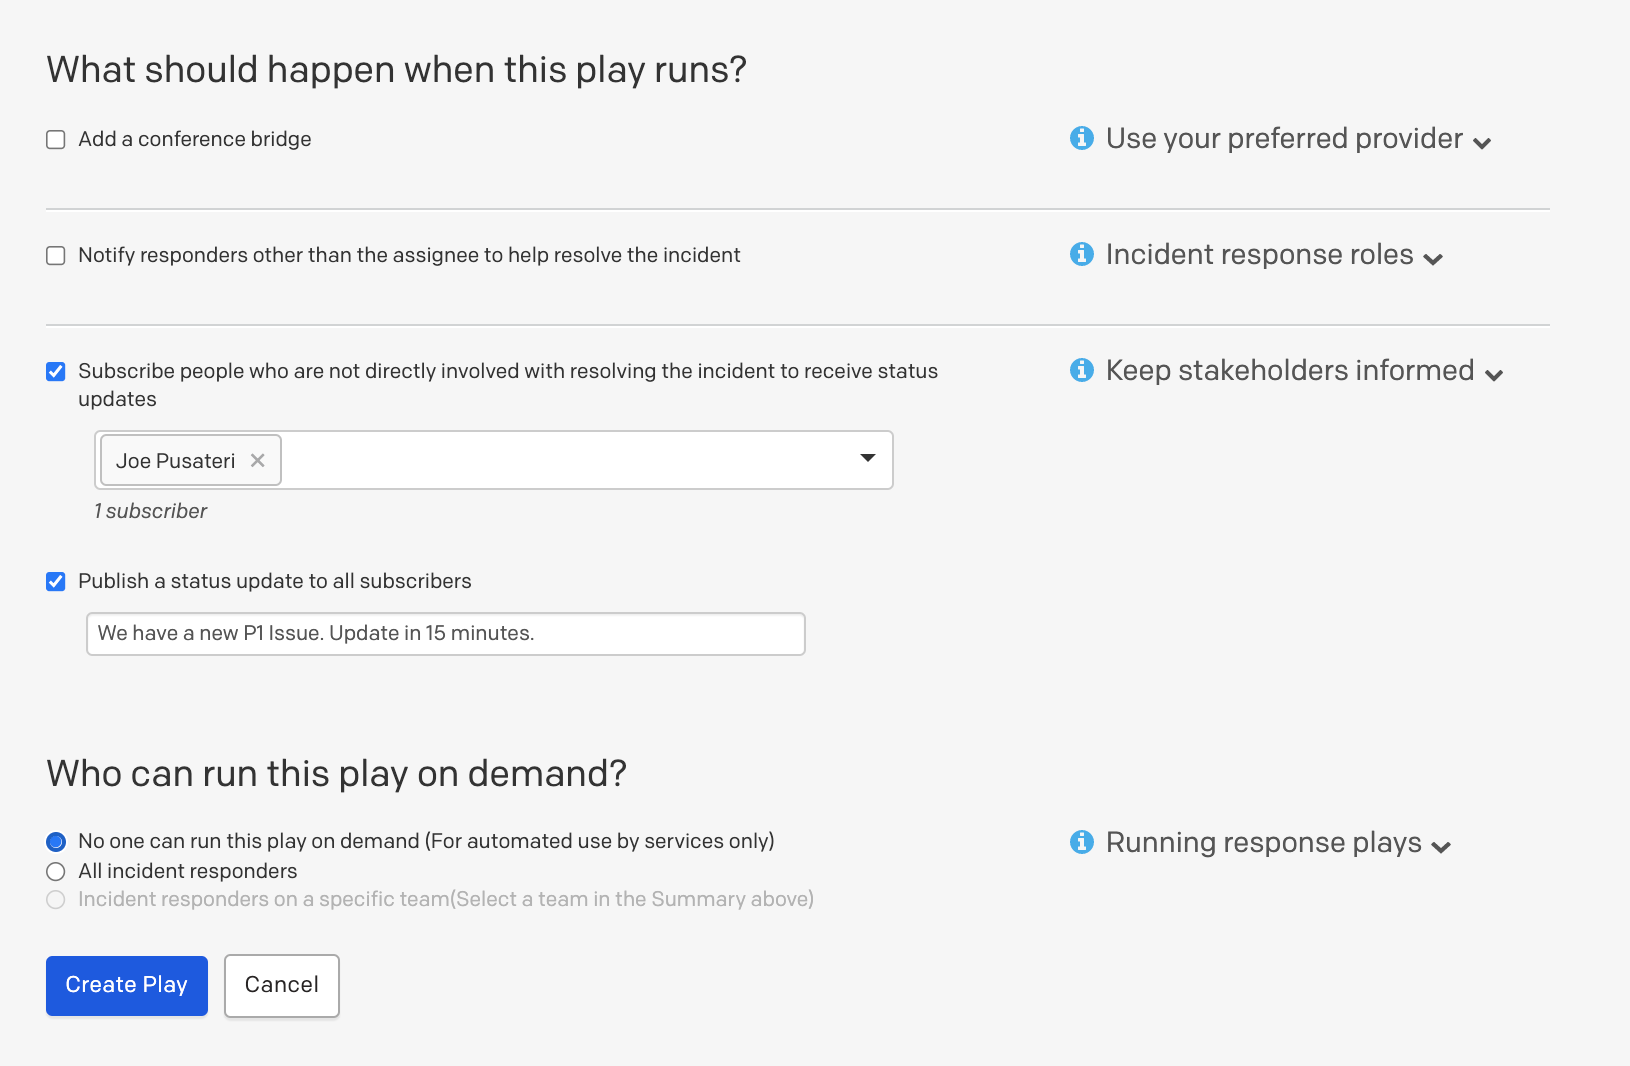 What should happen when this play runs?
Add a conference bridge
Use your preferred provider
Notify responders other than the assignee to help resolve the incident
Incident response roles
Subscribe people who are not directly involved with resolving the incident to receive status
updates
Keep stakeholders informed
Joe Pusateri
1 subscriber
Publish a status update to all subscribers
We have a new P1 Issue. Update in 15 minutes.
Who can run this play on demand?
No one can run this play on demand (For automated use by services only)
Running response plays
All incident responders
Incident responders on a specific team(Select a team in the Summary above)
Create Play
Cancel